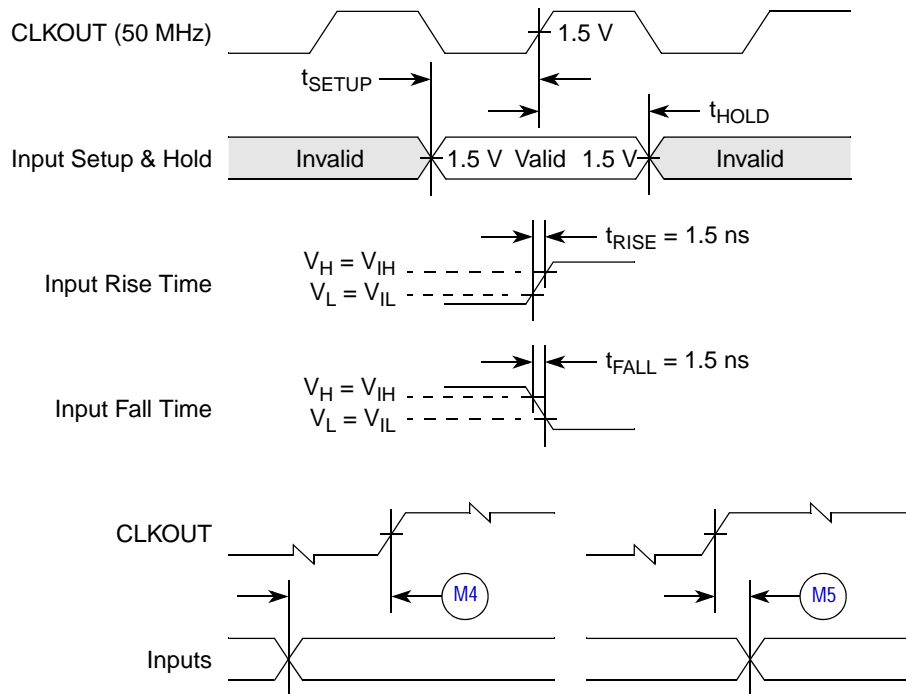 CLKOUT (50 MHz)
1.5 V
tSETUP
tHOLD
Input Setup & Hold
Invalid
1.5 V Valid 1.5 V
Invalid
tRISE = 1.5 ns
Input Rise Time
VH = VIH
VL = VIL
tFALL = 1.5 ns
Input Fall Time
VH = VIH
VL = VIL
CLKOUT
M4
M5
Inputs